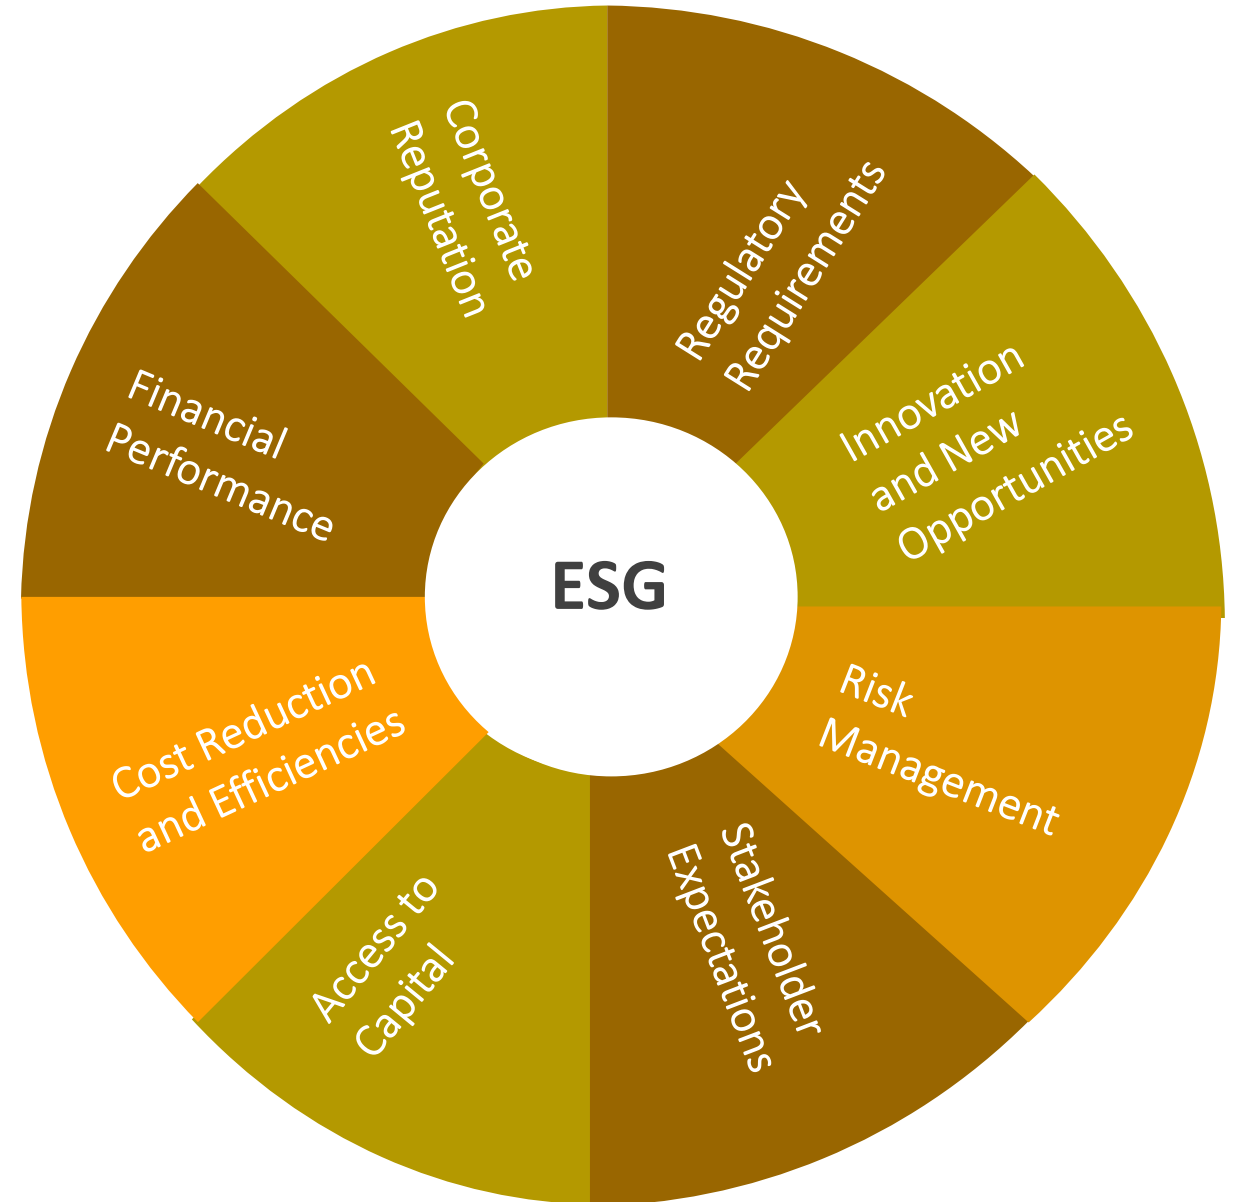 Corporate
Reputation
Regulatory
Requirements
Innovation
and New
Opportunities
Risk
Management
Stakeholder
Expectations
Access to
Capital
Cost Reduction
and Efficiencies
Financial
Performance
ESG